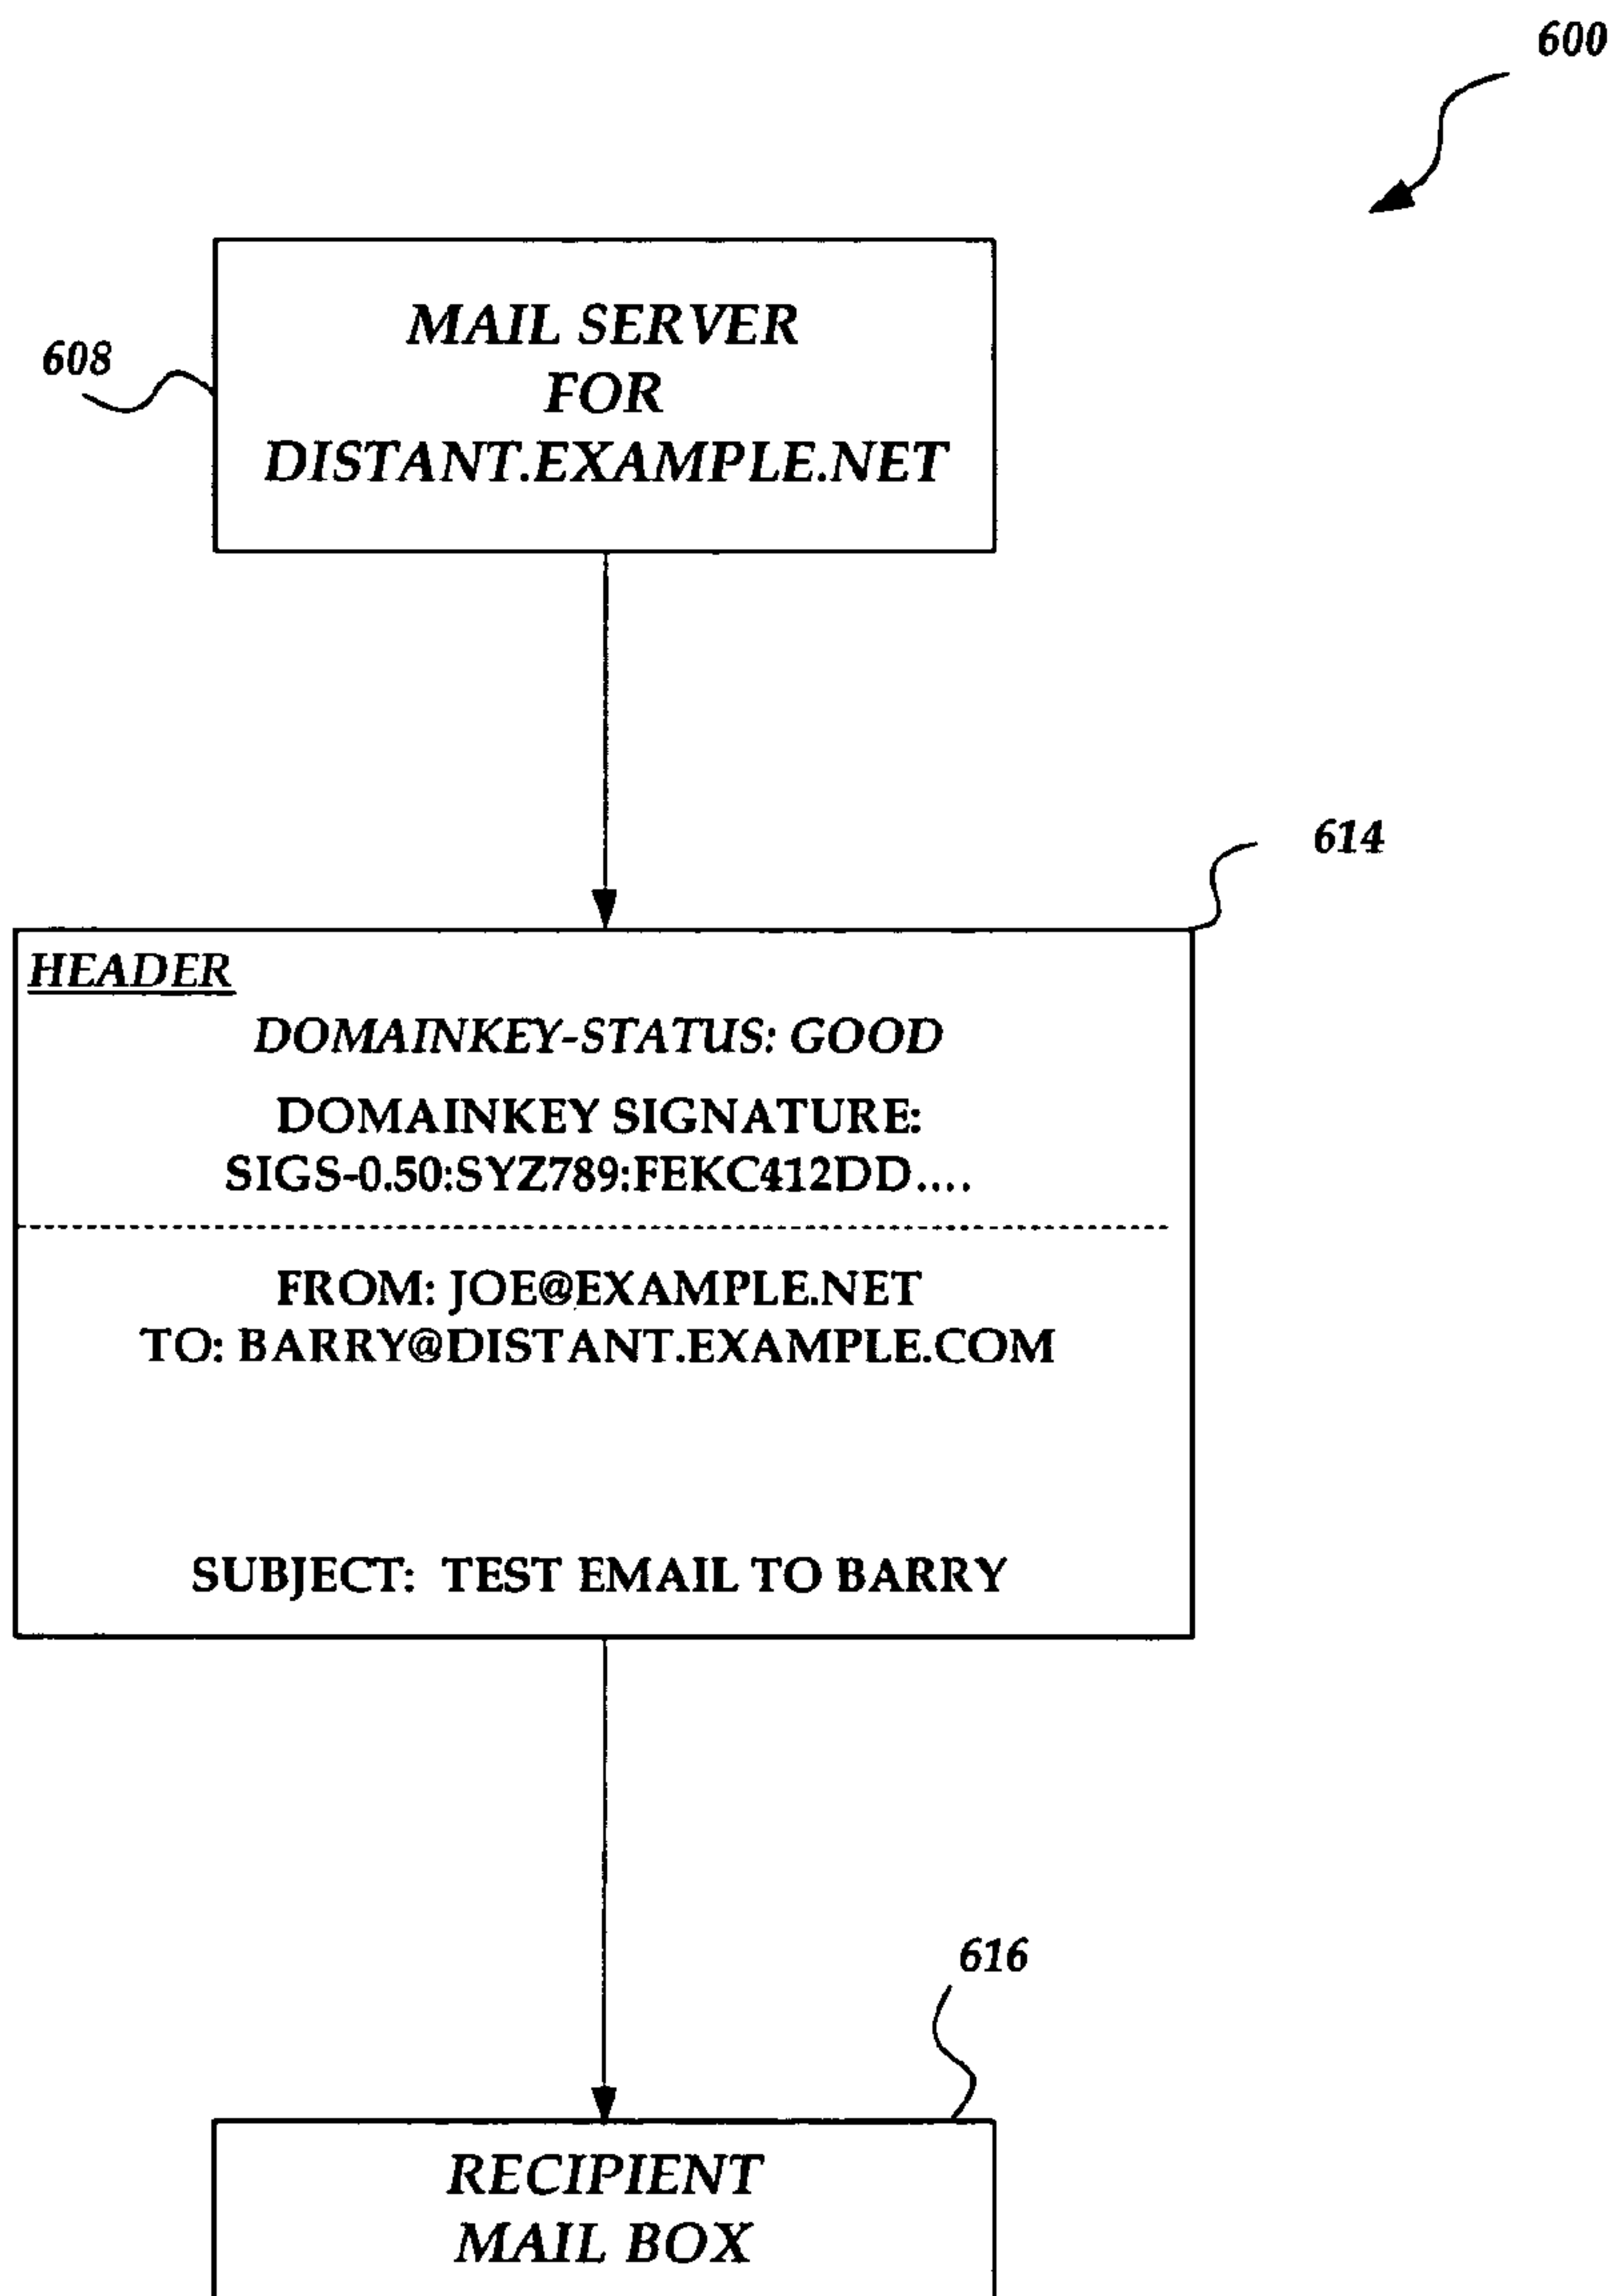 600
MAIL SERVER
FOR
DISTANT.EXAMPLE.NET
608
614
HEADER
DOMAINKEY-STATUS: GOOD
DOMAINKEY SIGNATURE:
SIGS-0.50:SYZ789:FEKC412DD....
FROM: JOE@EXAMPLE.NET
TO: BARRY@DISTANT.EXAMPLE.COM
SUBJECT: TEST EMAIL TO BARRY
616
RECIPIENT
MAIL BOX